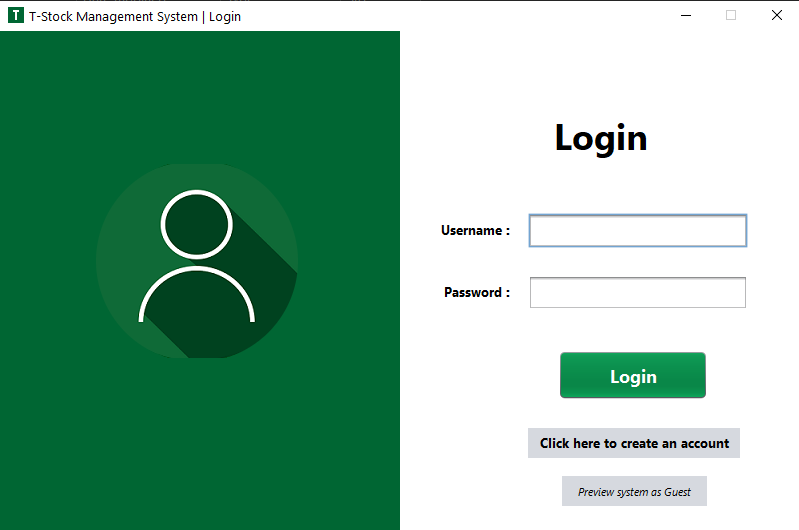 T T-Stock Management System | Login
Login
Username :
Password :
Login
Click here to create an account
Preview system as Guest